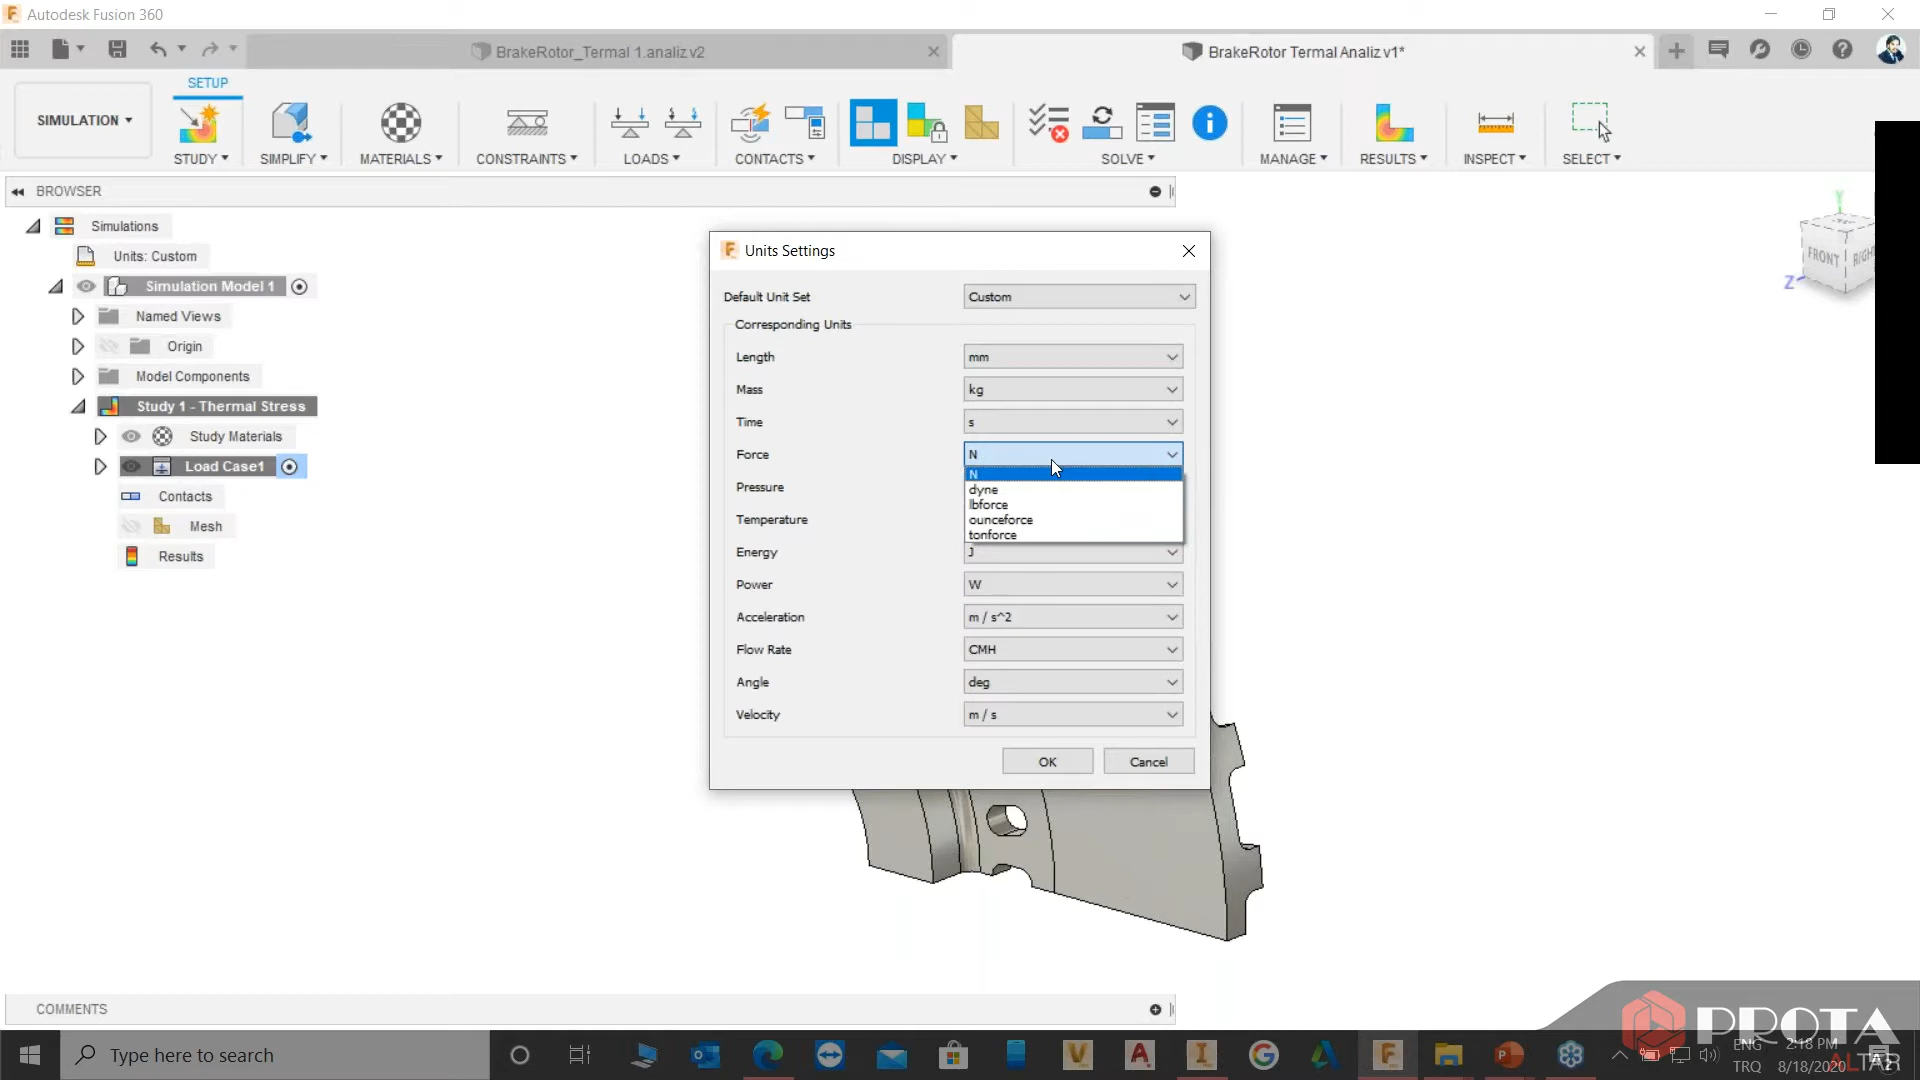 Autodesk Fusion 360
BrakeRotor_Termal 1.analiz.v2
BrakeRotor Termal Analiz v1*
SETUP
SIMULATION
STUDY
SIMPLIFY
MATERIALS
CONSTRAINTS
LOADS
CONTACTS
DISPLAY
SOLVE
MANAGE
RESULTS
INSPECT
SELECT
BROWSER
Simulations
Units: Custom
Simulation Model 1
Named Views
Origin
Model Components
Study 1 - Thermal Stress
Study Materials
Load Case1
Contacts
Mesh
Results
Units Settings
Default Unit Set Custom
Corresponding Units
Length mm
Mass kg
Time s
Force N
N
dyne
lbforce
ounceforce
tonforce
Pressure
Temperature
Energy J
Power W
Acceleration m / s^2
Flow Rate CMH
Angle deg
Velocity m / s
OK Cancel
Y
Z
FRONT
COMMENTS
PROTA
ALTAR
Type here to search
ENG
TRQ
2:18 PM
8/18/2020